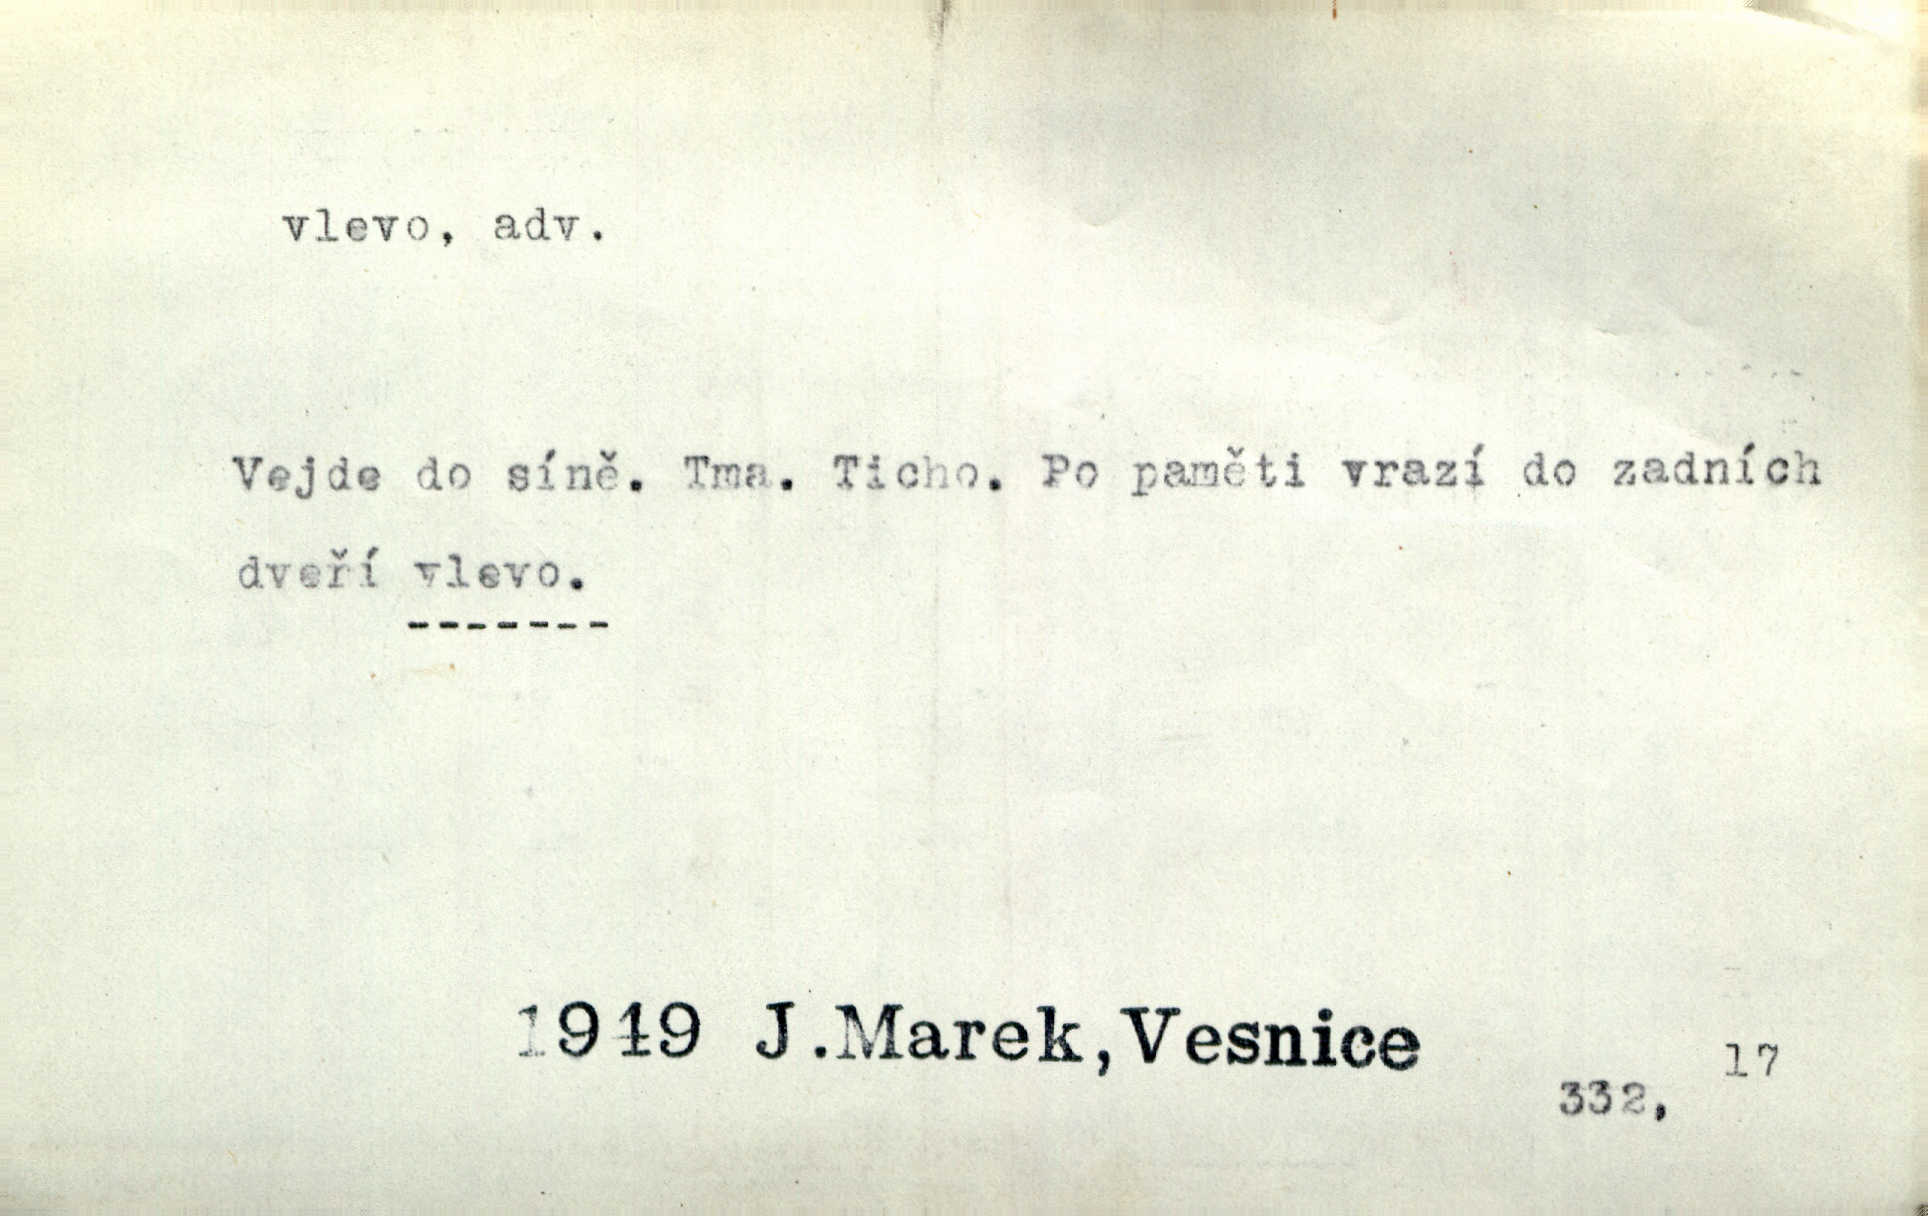 vlevo, adv.
Vejde do síně. Tma. Ticho. Po paměti vrazí do zadních
dveří vlevo.
-------
1949 J.Marek,Vesnice
17
332,